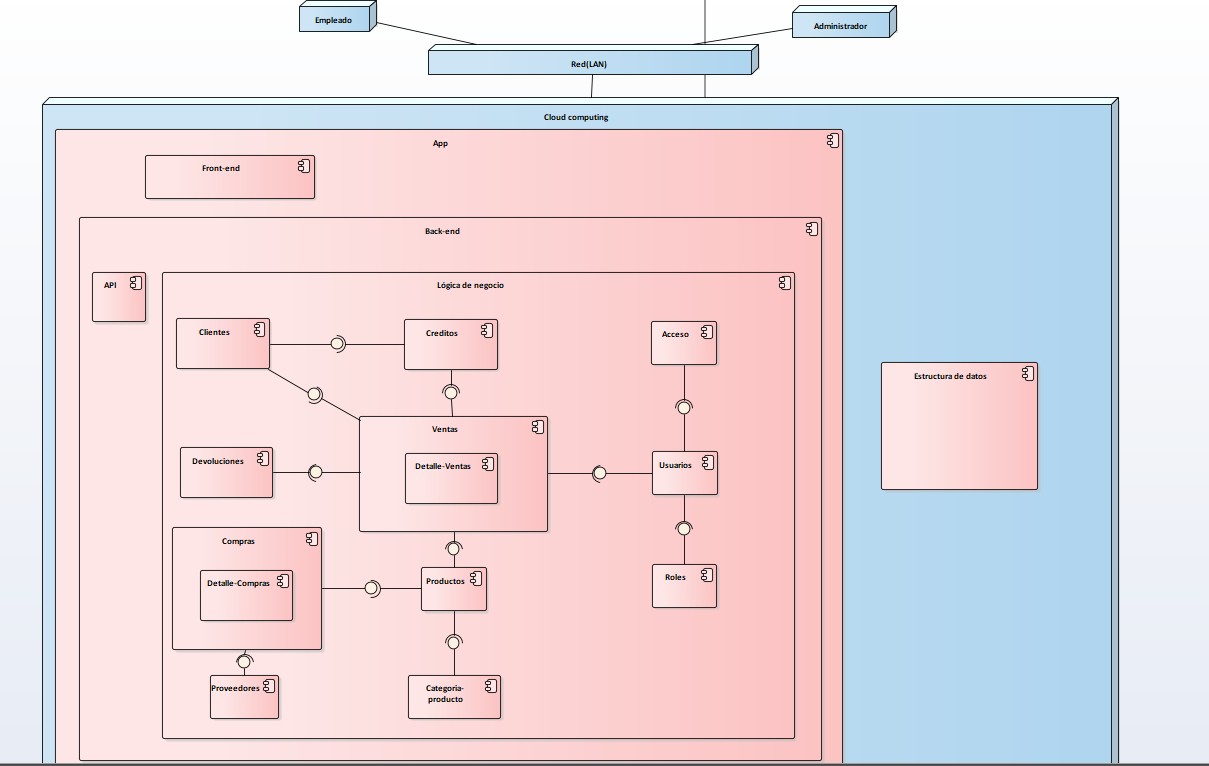 Empleado
Administrador
Red(LAN)
Cloud computing
App
Front-end
Back-end
API
Lógica de negocio
Clientes
Creditos
Acceso
Estructura de datos
Ventas
Detalle-Ventas
Devoluciones
Usuarios
Compras
Detalle-Compras
Productos
Roles
Proveedores
Categoria-
producto